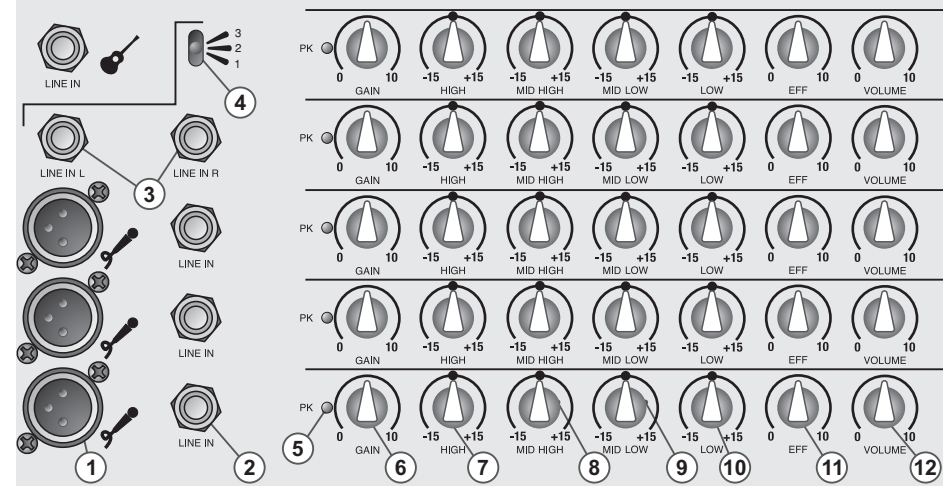 LINE IN
3
2
1
4
LINE IN L
3
LINE IN R
LINE IN
LINE IN
LINE IN
1
2
PK
0 10 -15 +15 -15 +15 -15 +15 -15 +15 0 10 0 10
GAIN HIGH MID HIGH MID LOW LOW EFF VOLUME
PK
0 10 -15 +15 -15 +15 -15 +15 -15 +15 0 10 0 10
GAIN HIGH MID HIGH MID LOW LOW EFF VOLUME
PK
0 10 -15 +15 -15 +15 -15 +15 -15 +15 0 10 0 10
GAIN HIGH MID HIGH MID LOW LOW EFF VOLUME
PK
0 10 -15 +15 -15 +15 -15 +15 -15 +15 0 10 0 10
GAIN HIGH MID HIGH MID LOW LOW EFF VOLUME
PK
0 10 -15 +15 -15 +15 -15 +15 -15 +15 0 10 0 10
GAIN HIGH MID HIGH MID LOW LOW EFF VOLUME
5 6 7 8 9 10 11 12